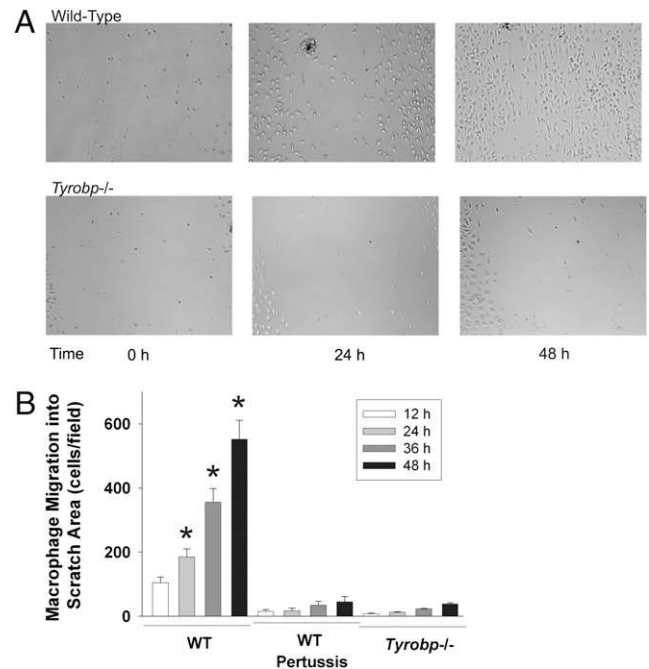 A
Wild-Type
Tyrobp-/-
Time 0 h 24 h 48 h
B
Macrophage Migration into
Scratch Area (cells/field)
600
400
200
0
*
*
*
12 h
24 h
36 h
48 h
WT
WT
Pertussis
Tyrobp-/-